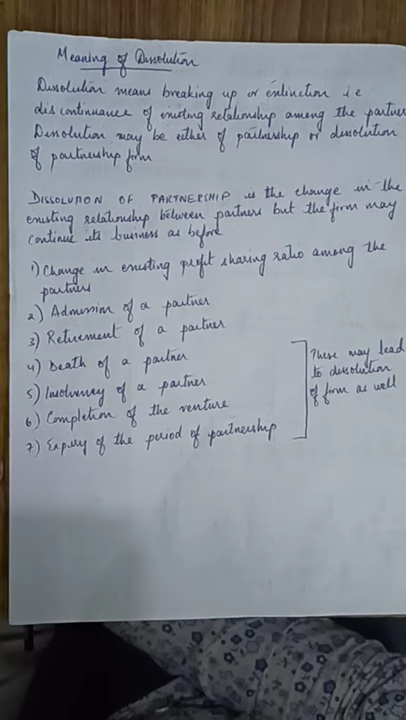 Meaning of Dissolution
Dissolution means breaking up or extinction i.e
discontinuance of existing relationship among the partner
Dissolution may be either of partnership or dissolution
of partnership firm
DISSOLUTION OF PARTNERSHIP is the change in the
existing relationship between partners but the firm may
continue its business as before
1) Change in existing profit sharing ratio among the
partners
2) Admission of a partner
3) Retirement of a partner
4) Death of a partner
5) Insolvency of a partner
6) Completion of the venture
7) Expiry of the period of partnership
These may lead
to dissolution
of firm as well